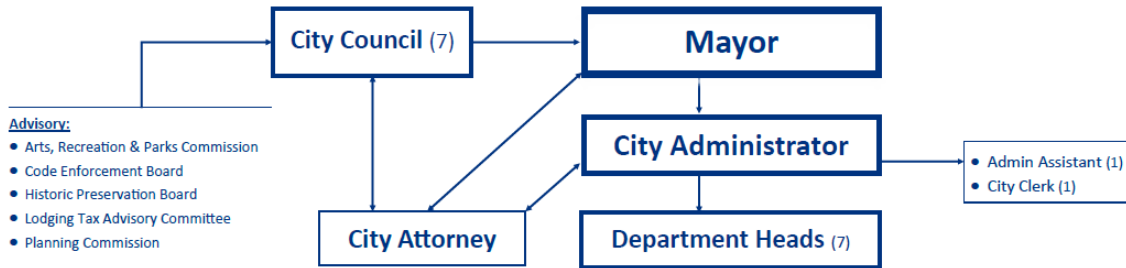 City Council (7)
Mayor
Advisory:
• Arts, Recreation & Parks Commission
• Code Enforcement Board
• Historic Preservation Board
• Lodging Tax Advisory Committee
• Planning Commission
City Administrator
• Admin Assistant (1)
• City Clerk (1)
City Attorney
Department Heads (7)